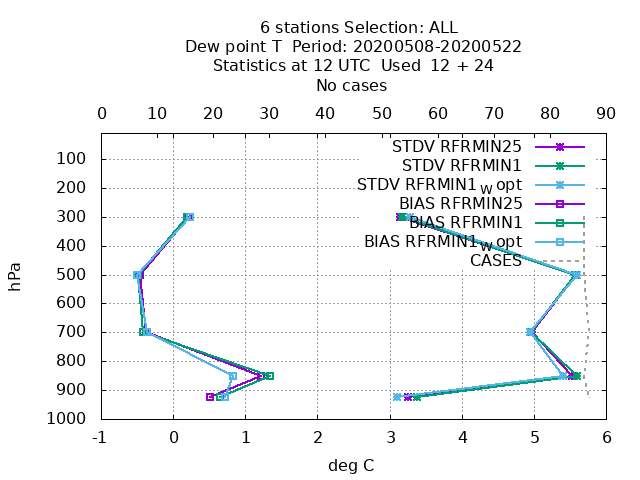 6 stations Selection: ALL
Dew point T Period: 20200508-20200522
Statistics at 12 UTC Used 12 + 24
No cases
0 10 20 30 40 50 60 70 80 90
STDV RFRMIN25
STDV RFRMIN1
STDV RFRMIN1_W opt
BIAS RFRMIN25
BIAS RFRMIN1
BIAS RFRMIN1_W opt
CASES
100
200
300
400
500
600
700
800
900
1000
hPa
-1 0 1 2 3 4 5 6
deg C